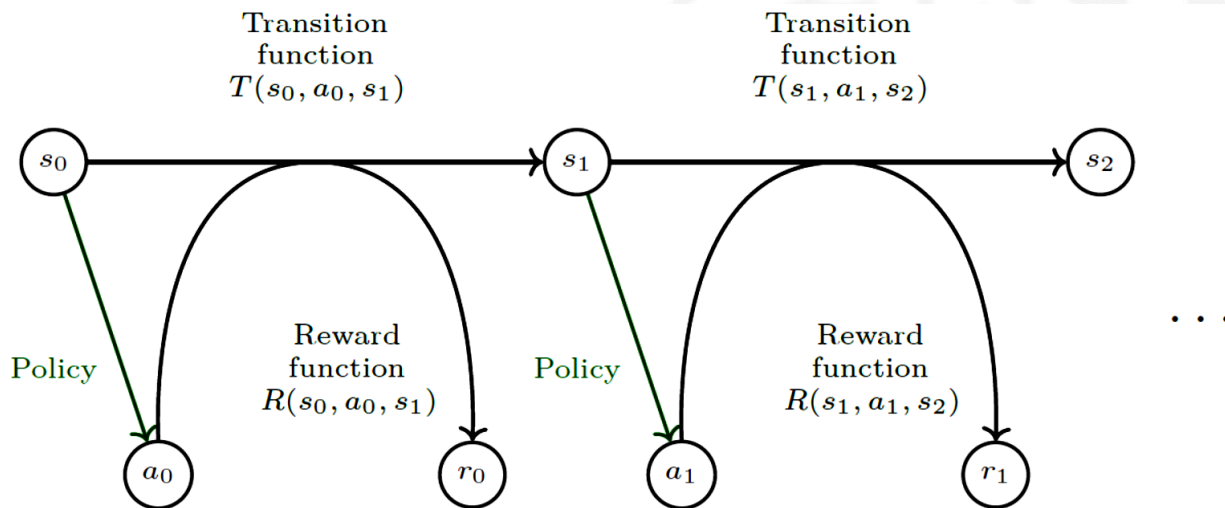 Transition
function
T(s₀, a₀, s₁)
Transition
function
T(s₁, a₁, s₂)
s₀
s₁
s₂
Policy
Reward
function
R(s₀, a₀, s₁)
Policy
Reward
function
R(s₁, a₁, s₂)
...
a₀
r₀
a₁
r₁